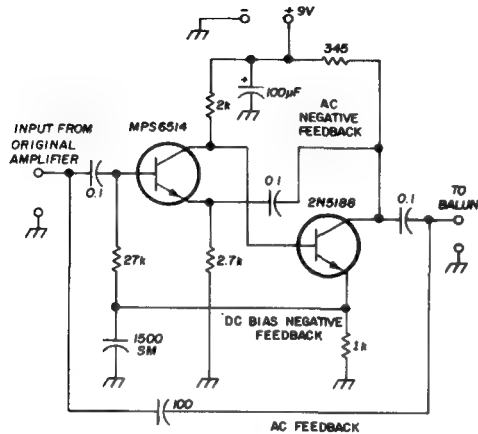 −
+ 9V
345
+
100µF
2k
AC
NEGATIVE
FEEDBACK
MPS6514
INPUT FROM
ORIGINAL
AMPLIFIER
0.1
0.1
2N5188
0.1
TO
BALUN
27k
2.7k
DC BIAS NEGATIVE
FEEDBACK
1500
SM
1k
100
AC FEEDBACK